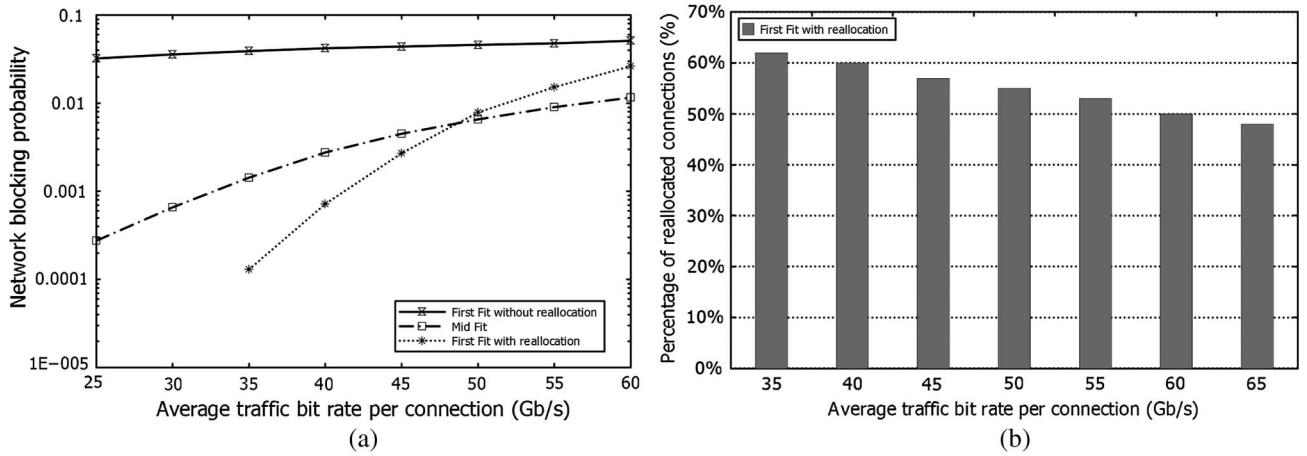 0.1
0.01
0.001
0.0001
1E-005
Network blocking probability
First Fit without reallocation
Mid Fit
First Fit with reallocation
25 30 35 40 45 50 55 60
Average traffic bit rate per connection (Gb/s)
(a)
70%
60%
50%
40%
30%
20%
10%
0%
Percentage of reallocated connections (%)
First Fit with reallocation
35 40 45 50 55 60 65
Average traffic bit rate per connection (Gb/s)
(b)